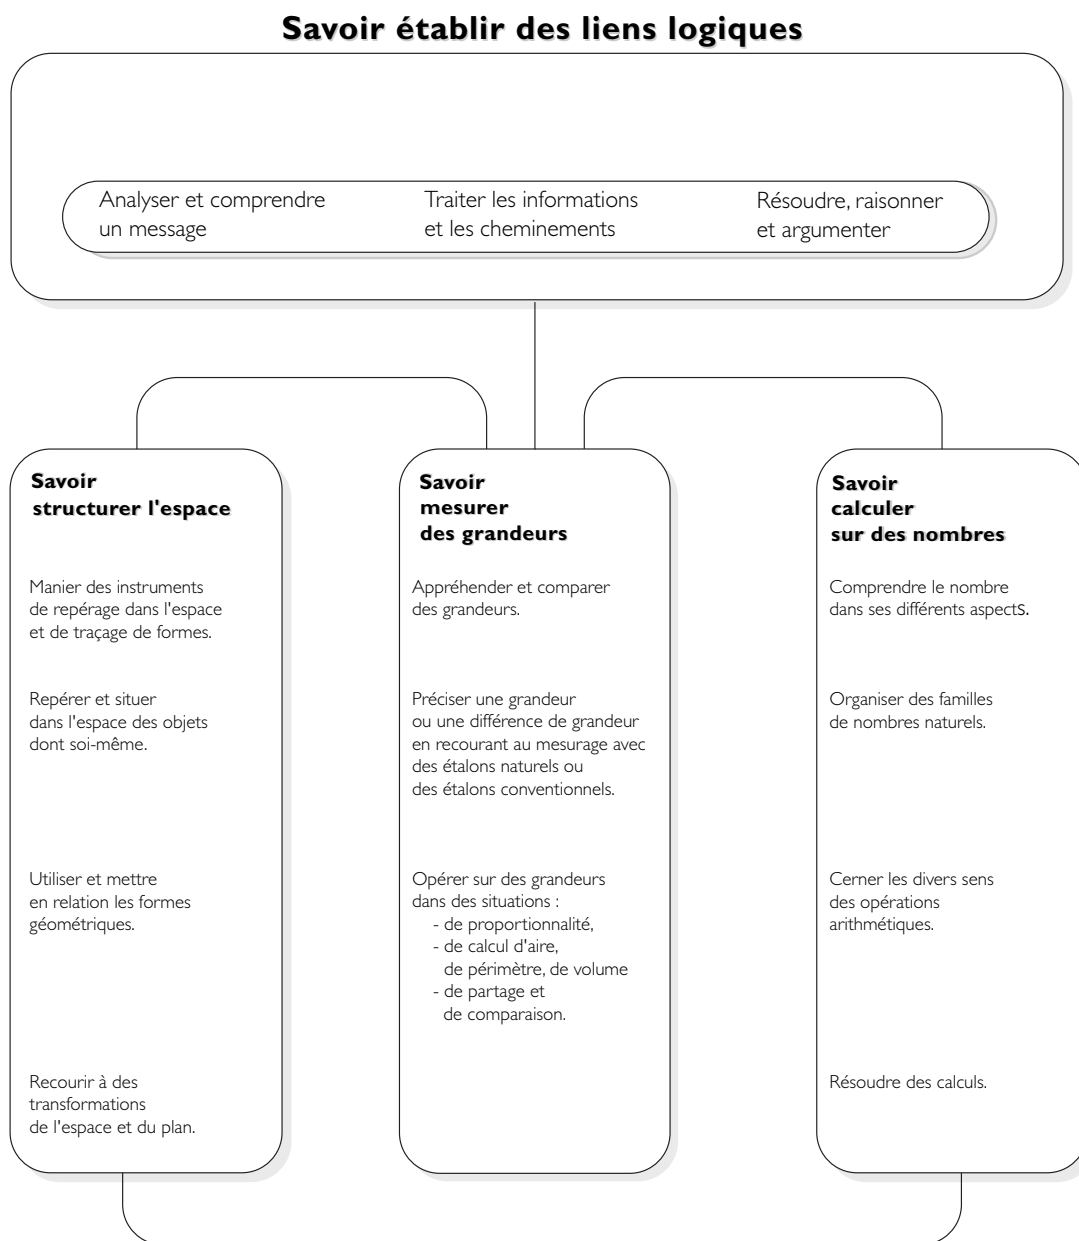 Savoir établir des liens logiques
Analyser et comprendre
un message
Traiter les informations
et les cheminements
Résoudre, raisonner
et argumenter
Savoir
structurer l'espace
Manier des instruments
de repérage dans l'espace
et de traçage de formes.
Repérer et situer
dans l'espace des objets
dont soi-même.
Utiliser et mettre
en relation les formes
géométriques.
Recourir à des
transformations
de l'espace et du plan.
Savoir
mesurer
des grandeurs
Appréhender et comparer
des grandeurs.
Préciser une grandeur
ou une différence de grandeur
en recourant au mesurage avec
des étalons naturels ou
des étalons conventionnels.
Opérer sur des grandeurs
dans des situations :
- de proportionnalité,
- de calcul d'aire,
de périmètre, de volume
- de partage et
de comparaison.
Savoir
calculer
sur des nombres
Comprendre le nombre
dans ses différents aspects.
Organiser des familles
de nombres naturels.
Cerner les divers sens
des opérations
arithmétiques.
Résoudre des calculs.